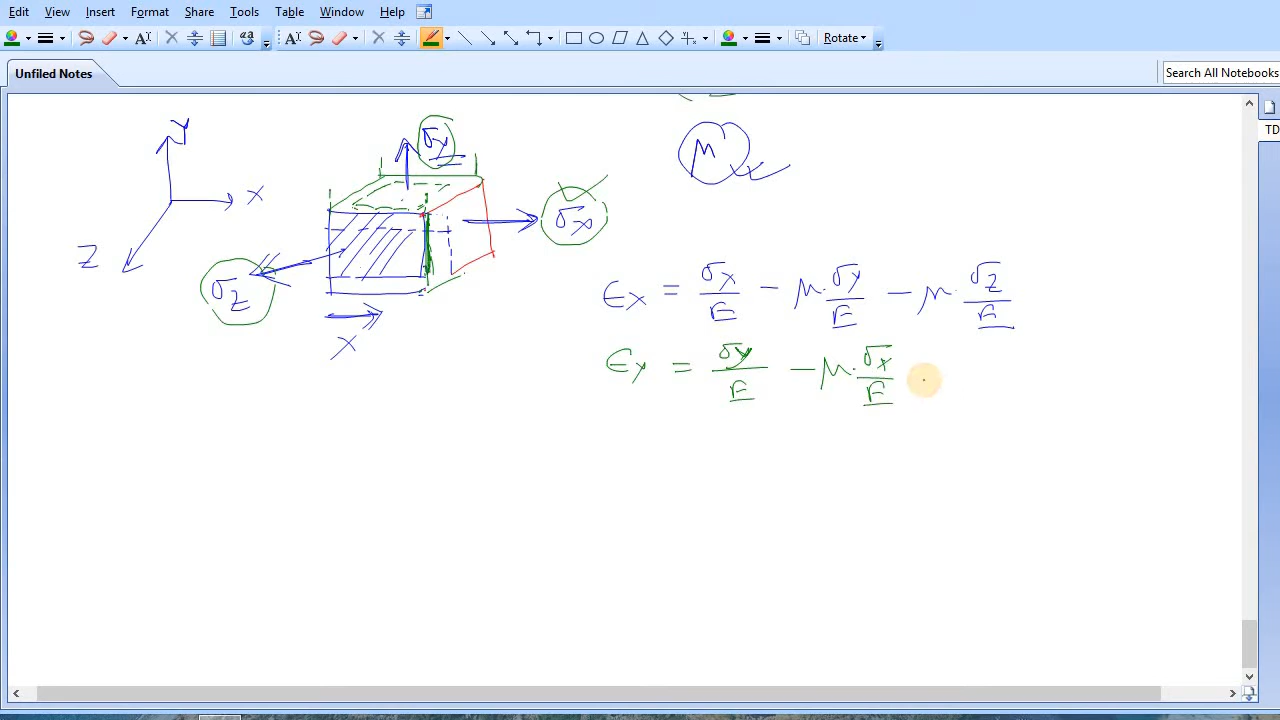 Edit View Insert Format Share Tools Table Window Help
Rotate
Unfiled Notes
Search All Notebooks
TD
Y
σy
μ
X
σx
Z
σz
ϵx = σx/E - μ·σy/E - μ·σz/E
X
ϵy = σy/E - μ·σx/E